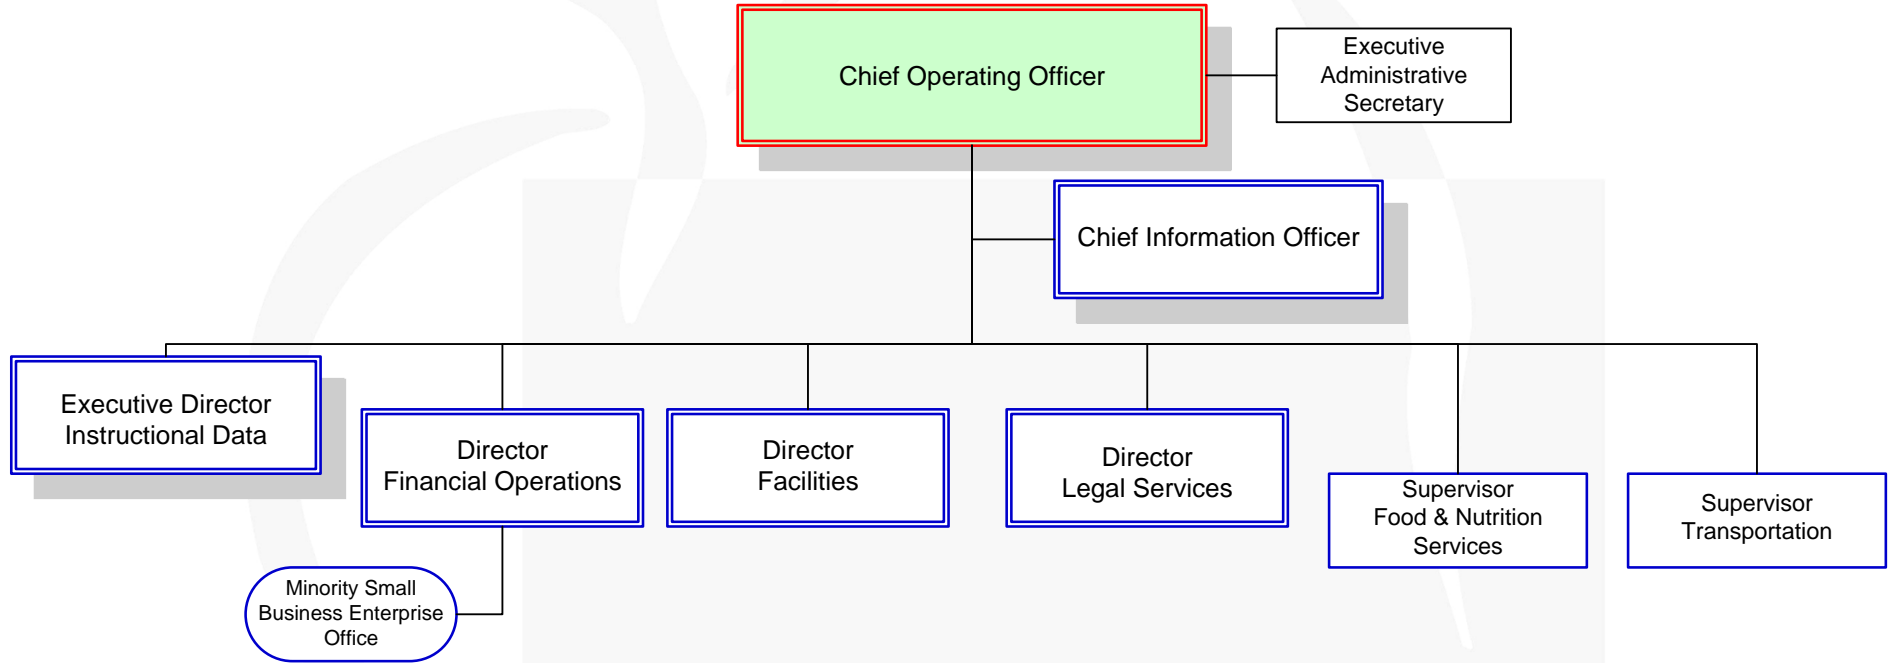 Chief Operating Officer
Executive
Administrative
Secretary
Chief Information Officer
Executive Director
Instructional Data
Director
Financial Operations
Director
Facilities
Director
Legal Services
Supervisor
Food & Nutrition
Services
Supervisor
Transportation
Minority Small
Business Enterprise
Office